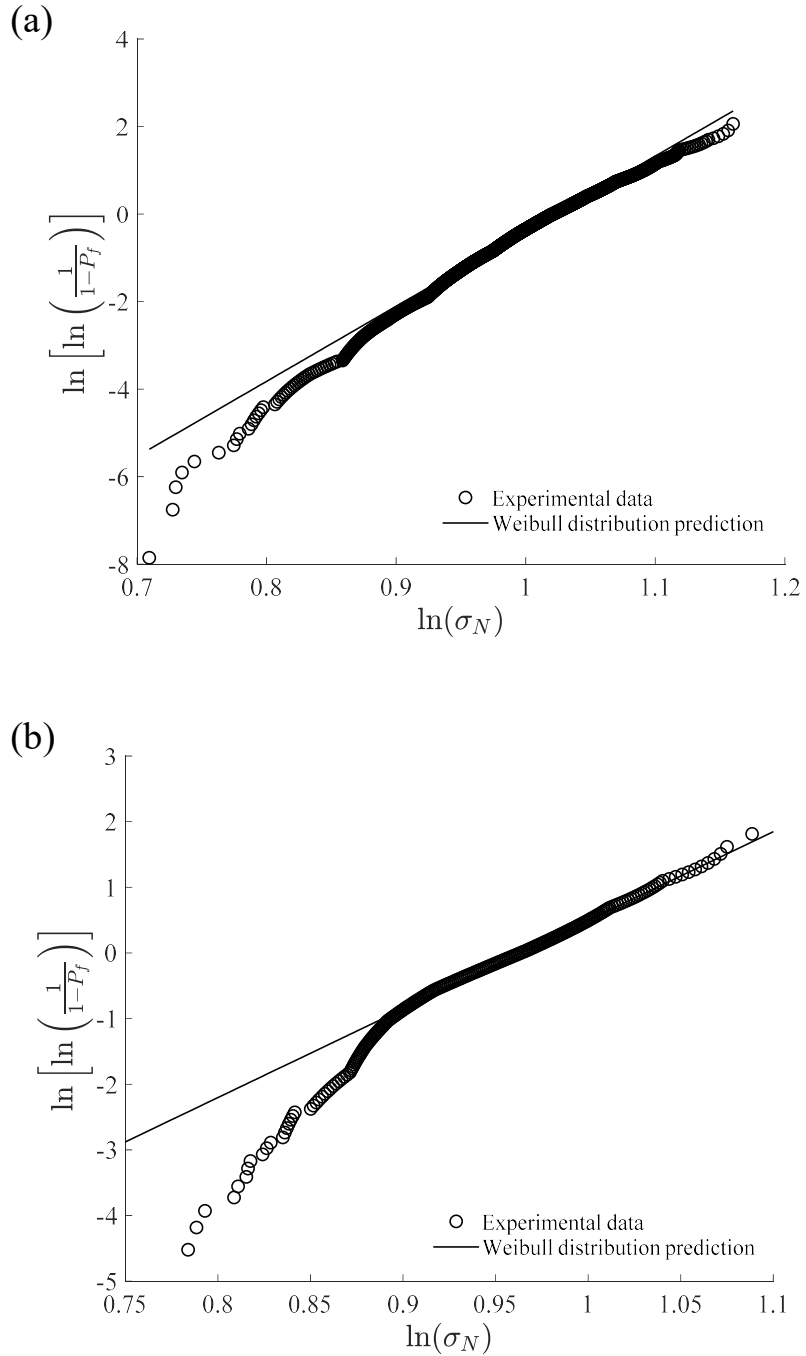 (a)
4
2
0
-2
-4
-6
-8
ln [ ln ( 1 / 1−P_f ) ]
Experimental data
Weibull distribution prediction
0.7 0.8 0.9 1 1.1 1.2
ln(σ_N)
(b)
3
2
1
0
-1
-2
-3
-4
-5
ln [ ln ( 1 / 1−P_f ) ]
Experimental data
Weibull distribution prediction
0.75 0.8 0.85 0.9 0.95 1 1.05 1.1
ln(σ_N)